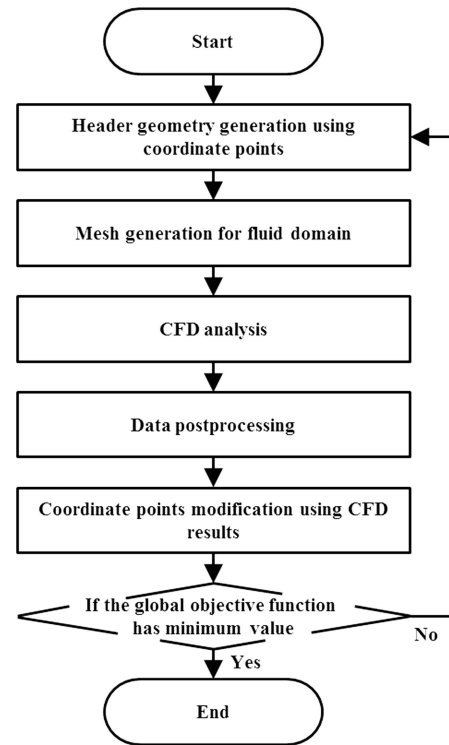 Start
Header geometry generation using
coordinate points
Mesh generation for fluid domain
CFD analysis
Data postprocessing
Coordinate points modification using CFD
results
If the global objective function
has minimum value
No
Yes
End